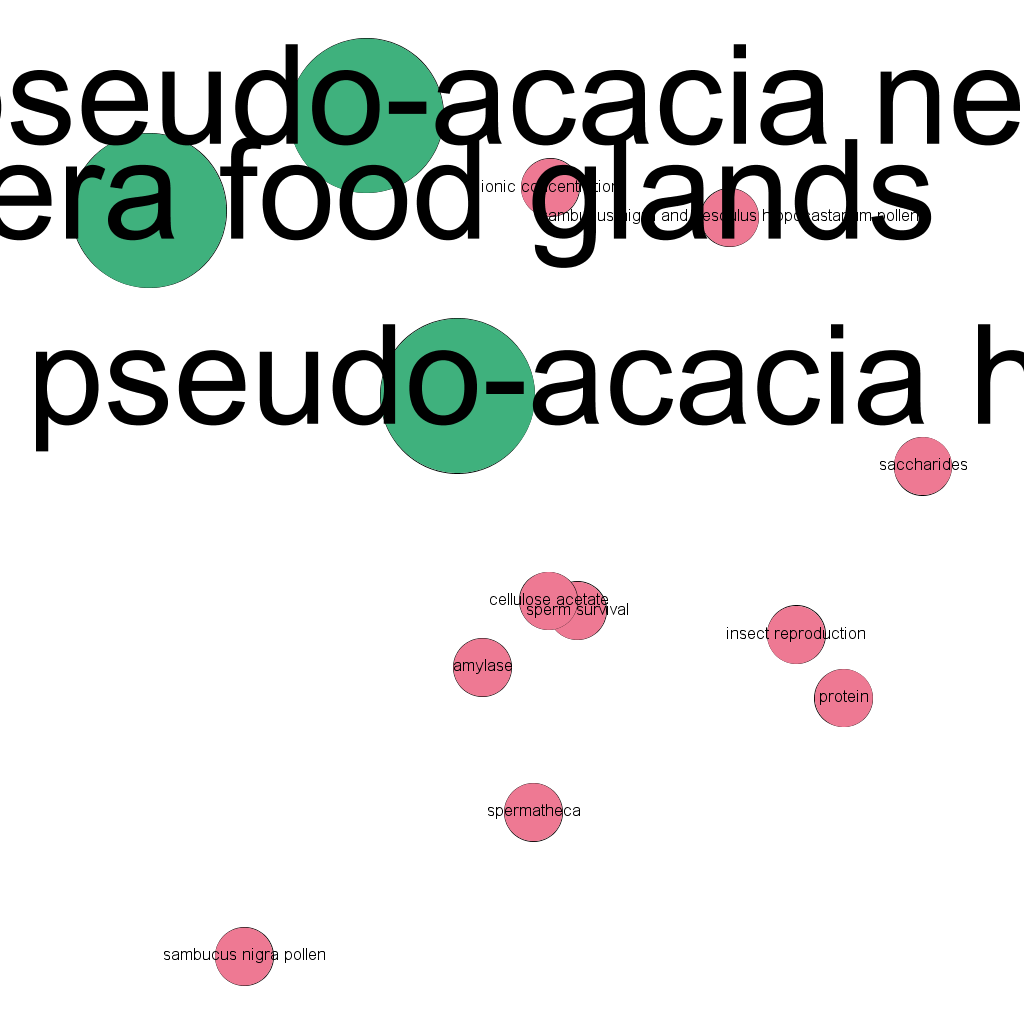 pseudo-acacia ne
era food glands
ionic concentration
sambucus nigra and aesculus hippocastanum pollen
pseudo-acacia h
saccharides
cellulose acetate
sperm survival
insect reproduction
amylase
protein
spermatheca
sambucus nigra pollen